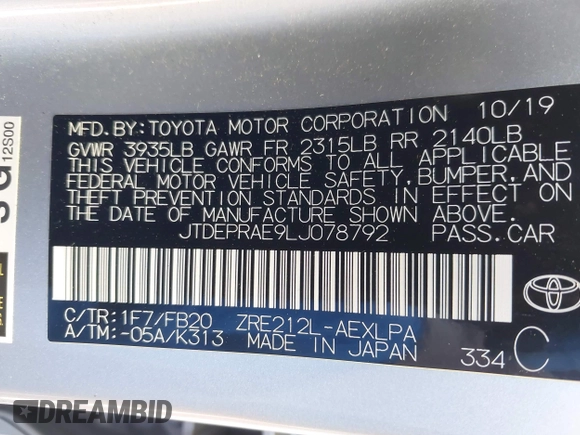 MFD.BY:TOYOTA MOTOR CORPORATION 10/19
GVWR 3935LB GAWR FR 2315LB RR 2140LB
THIS VEHICLE CONFORMS TO ALL APPLICABLE
FEDERAL MOTOR VEHICLE SAFETY, BUMPER, AND
THEFT PREVENTION STANDARDS IN EFFECT ON
THE DATE OF MANUFACTURE SHOWN ABOVE.
JTDEPRAE9LJ078792 PASS.CAR
C/TR:1F7/FB20 ZRE212L-AEXLPA
A/TM:-05A/K313 MADE IN JAPAN 334 C
12S00
DREAMBID